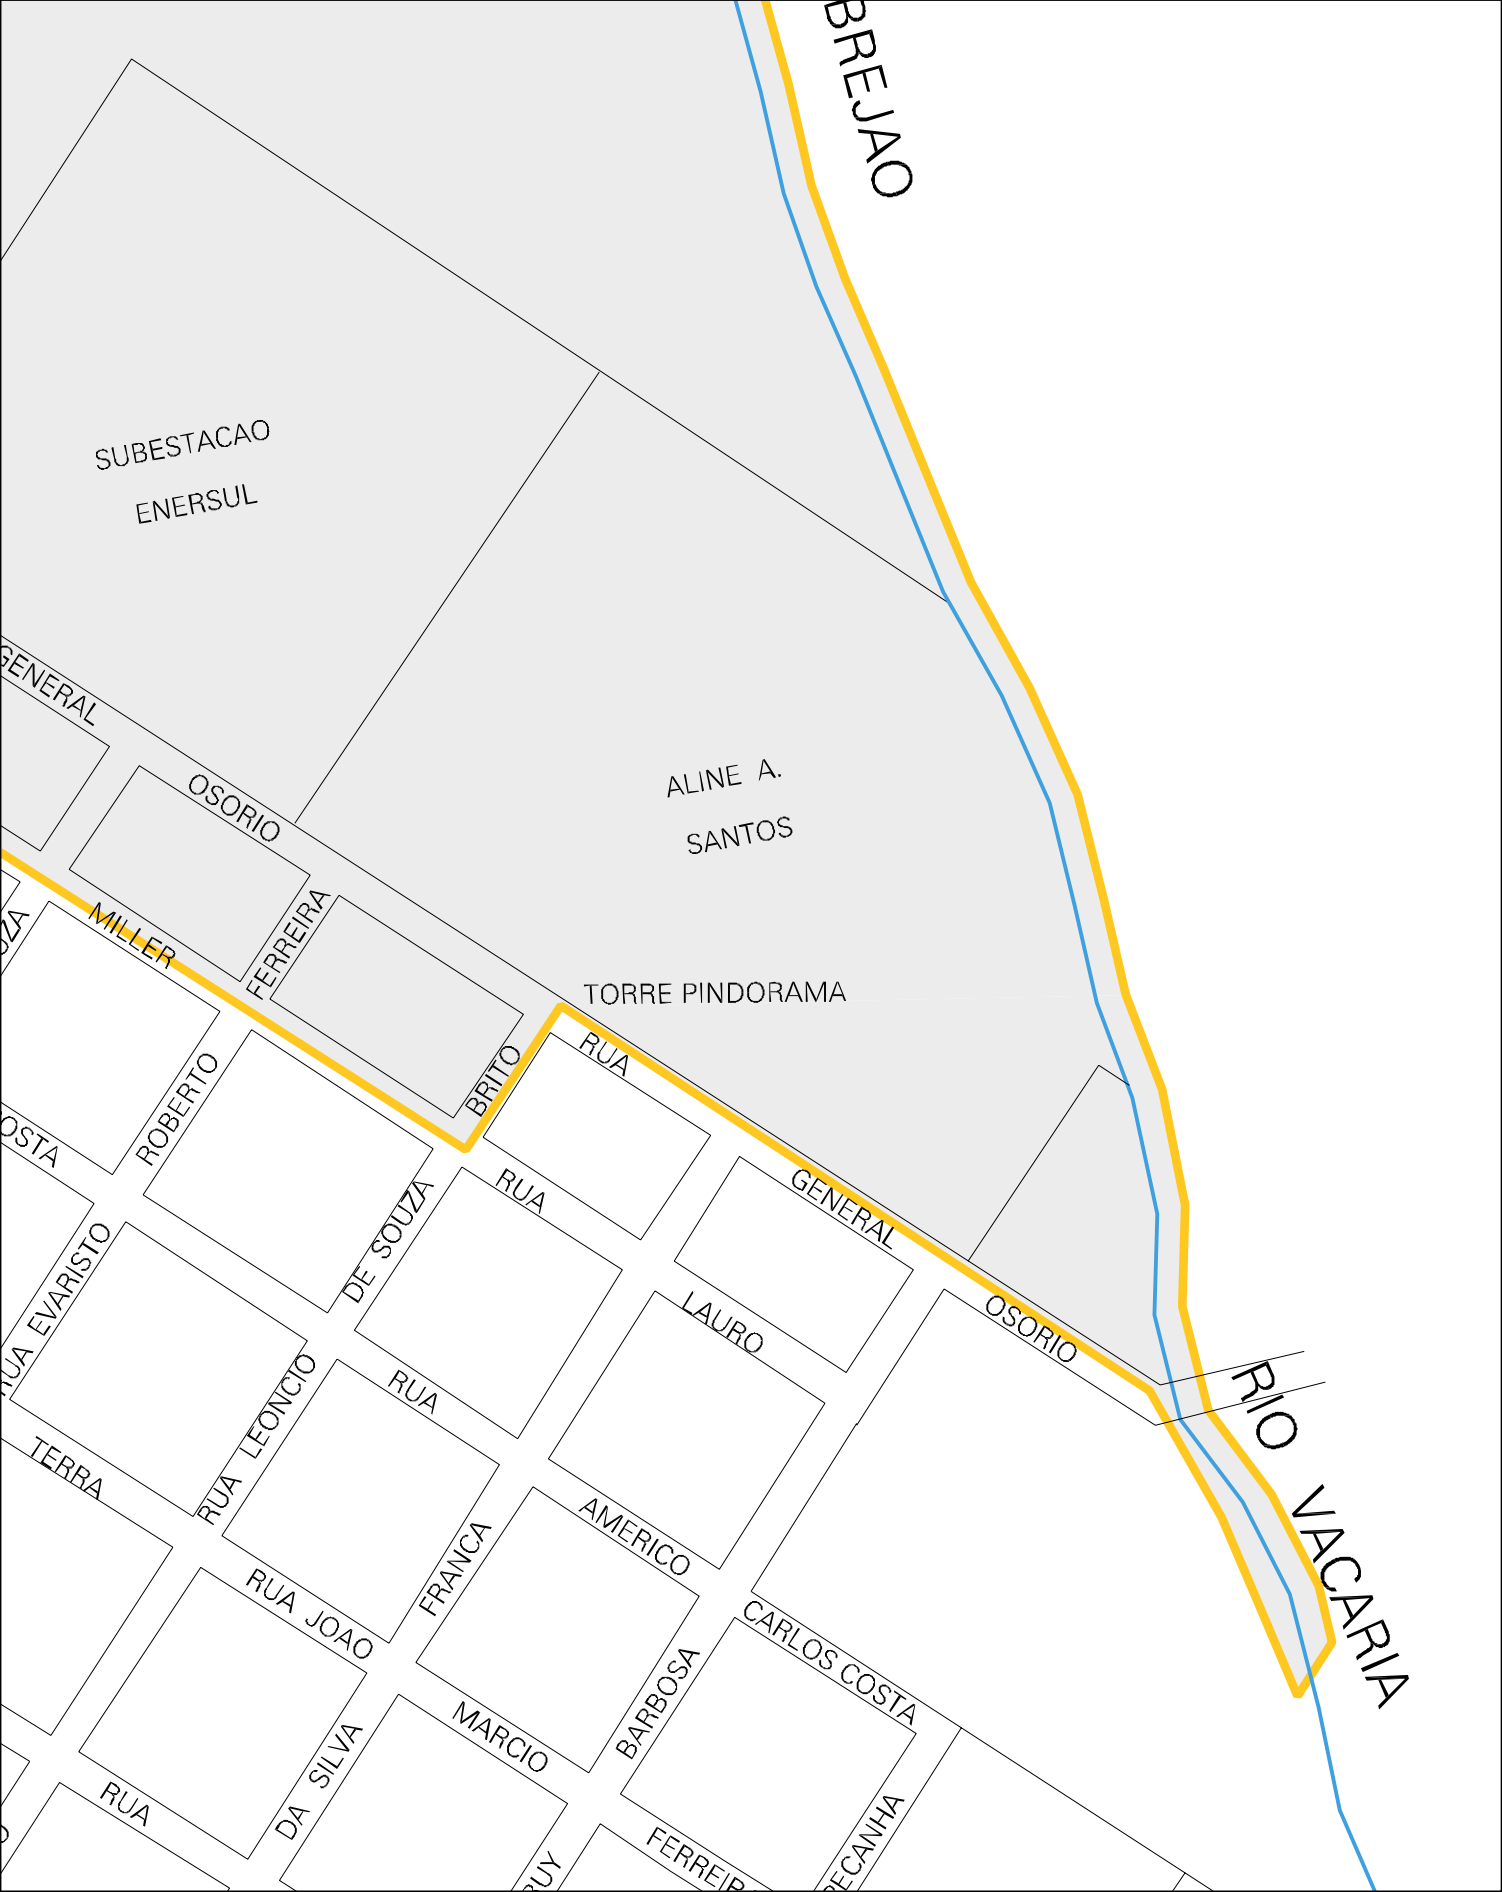 BREJAO
SUBESTACAO
ENERSUL
GENERAL
OSORIO
ALINE A.
SANTOS
FERREIRA
MILLER
TORRE PINDORAMA
RUA
BRITO
ROBERTO
RUA
GENERAL
DE SOUZA
OSORIO
LAURO
RUA EVARISTO
RUA
RUA LEONCIO
RIO VACARIA
TERRA
AMERICO
FRANCA
RUA JOAO
CARLOS COSTA
BARBOSA
MARCIO
DA SILVA
RUA